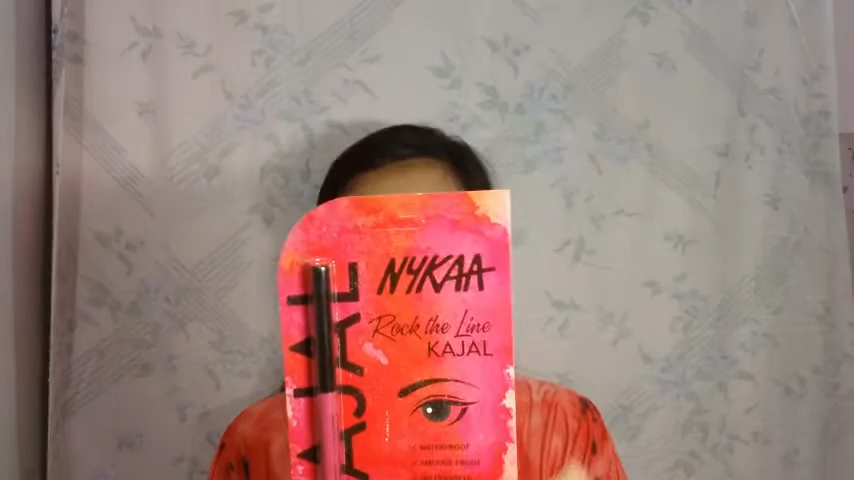 NYKAA
Rock the Line
KAJAL
KAJAL
WATERPROOF
SMUDGE PROOF